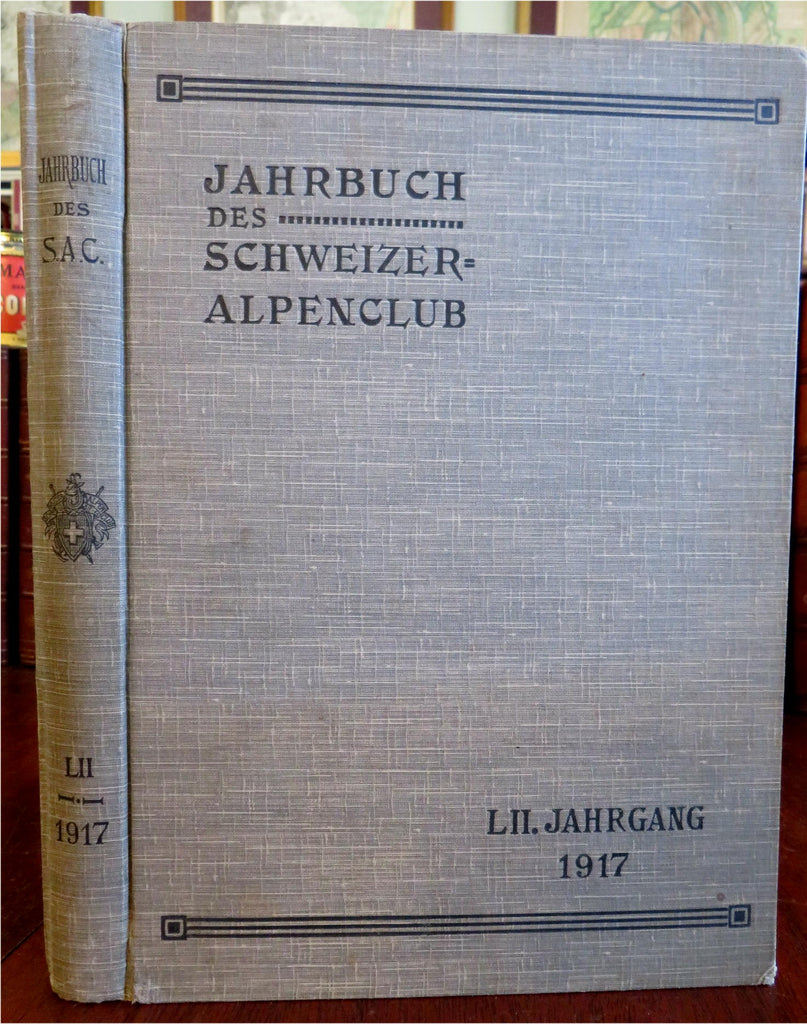 JAHRBUCH
DES
S.A.C.
LII
1917
JAHRBUCH
DES
SCHWEIZER=
ALPENCLUB
LII. JAHRGANG
1917